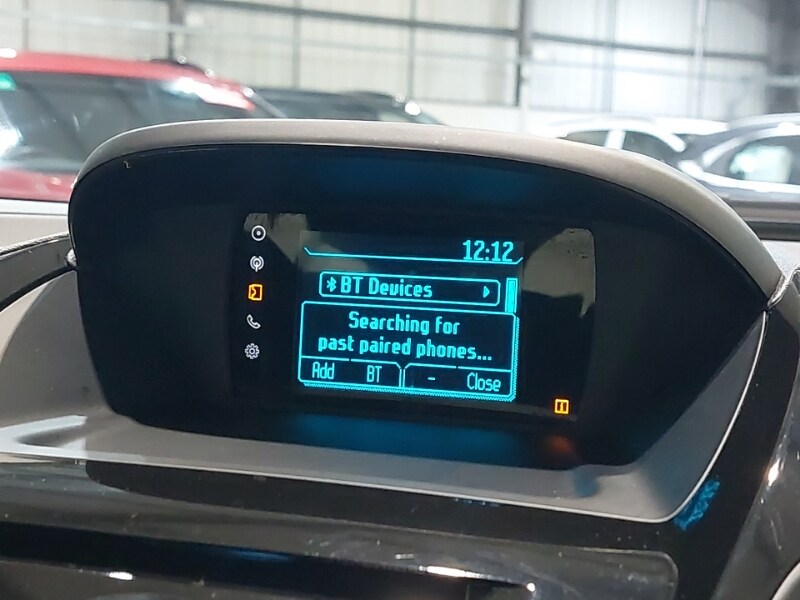 12:12
BT Devices
Searching for
past paired phones...
Add BT - Close